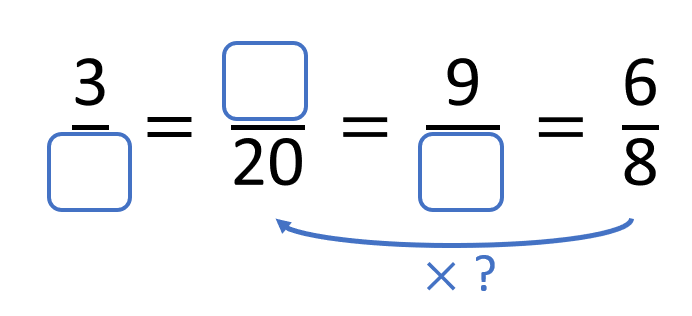 3/□ = □/20 = 9/□ = 6/8
× ?